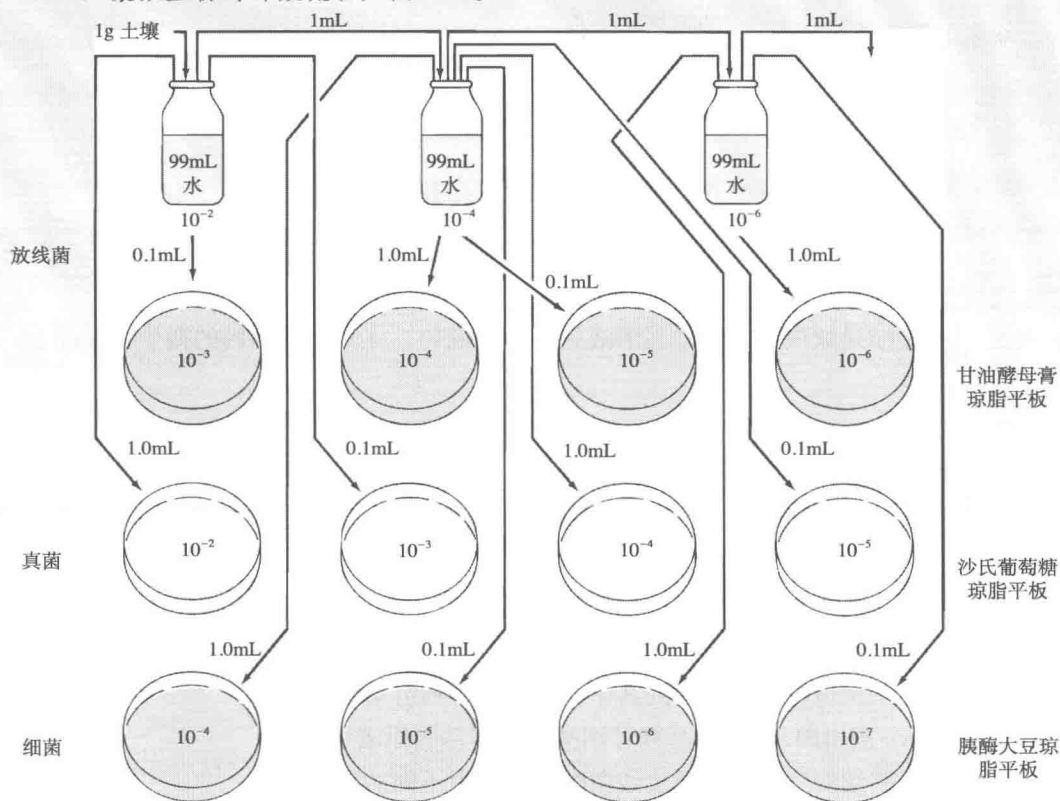 1g 土壤
1mL
1mL
1mL
99mL
水
99mL
水
99mL
水
10⁻²
10⁻⁴
10⁻⁶
放线菌
0.1mL
1.0mL
0.1mL
1.0mL
10⁻³
10⁻⁴
10⁻⁵
10⁻⁶
甘油酵母膏
琼脂平板
1.0mL
0.1mL
1.0mL
0.1mL
真菌
10⁻²
10⁻³
10⁻⁴
10⁻⁵
沙氏葡萄糖
琼脂平板
1.0mL
0.1mL
1.0mL
0.1mL
细菌
10⁻⁴
10⁻⁵
10⁻⁶
10⁻⁷
胰酶大豆琼
脂平板